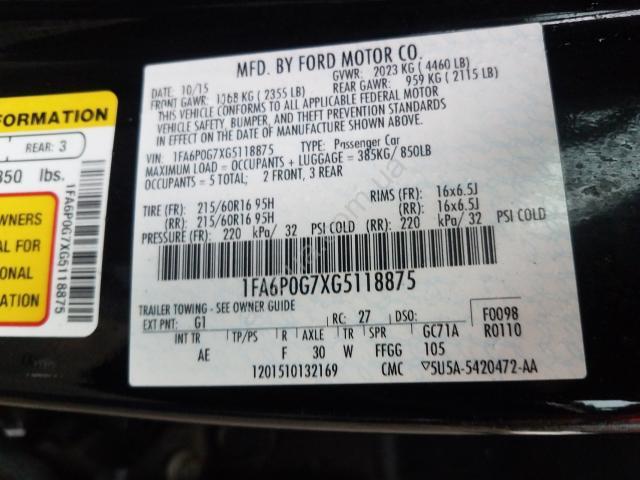 MFD. BY FORD MOTOR CO.
DATE: 10/15
GVWR: 2023 KG ( 4460 LB)
FRONT GAWR: 1068 KG ( 2355 LB)
REAR GAWR: 959 KG ( 2115 LB)
THIS VEHICLE CONFORMS TO ALL APPLICABLE FEDERAL MOTOR
VEHICLE SAFETY, BUMPER, AND THEFT PREVENTION STANDARDS
IN EFFECT ON THE DATE OF MANUFACTURE SHOWN ABOVE.
VIN: 1FA6P0G7XG5118875 TYPE: Passenger Car
MAXIMUM LOAD = OCCUPANTS + LUGGAGE = 385KG/ 850LB
OCCUPANTS = 5 TOTAL; 2 FRONT, 3 REAR
TIRE (FR): 215/60R16 95H RIMS (FR): 16x6.5J
(RR): 215/60R16 95H (RR): 16x6.5J
PRESSURE (FR): 220 kPa/ 32 PSI COLD (RR): 220 kPa/ 32 PSI COLD
1FA6P0G7XG5118875
TRAILER TOWING - SEE OWNER GUIDE
EXT PNT: G1 RC: 27 DSO: F0098
INT TR TP/PS R AXLE TR SPR GC71A R0110
AE F 30 W FFGG 105
1201510132169 CMC ▽5U5A-5420472-AA
FORMATION
REAR: 3
850 lbs.
WNERS
AL FOR
IONAL
1FA6P0G7XG5118875